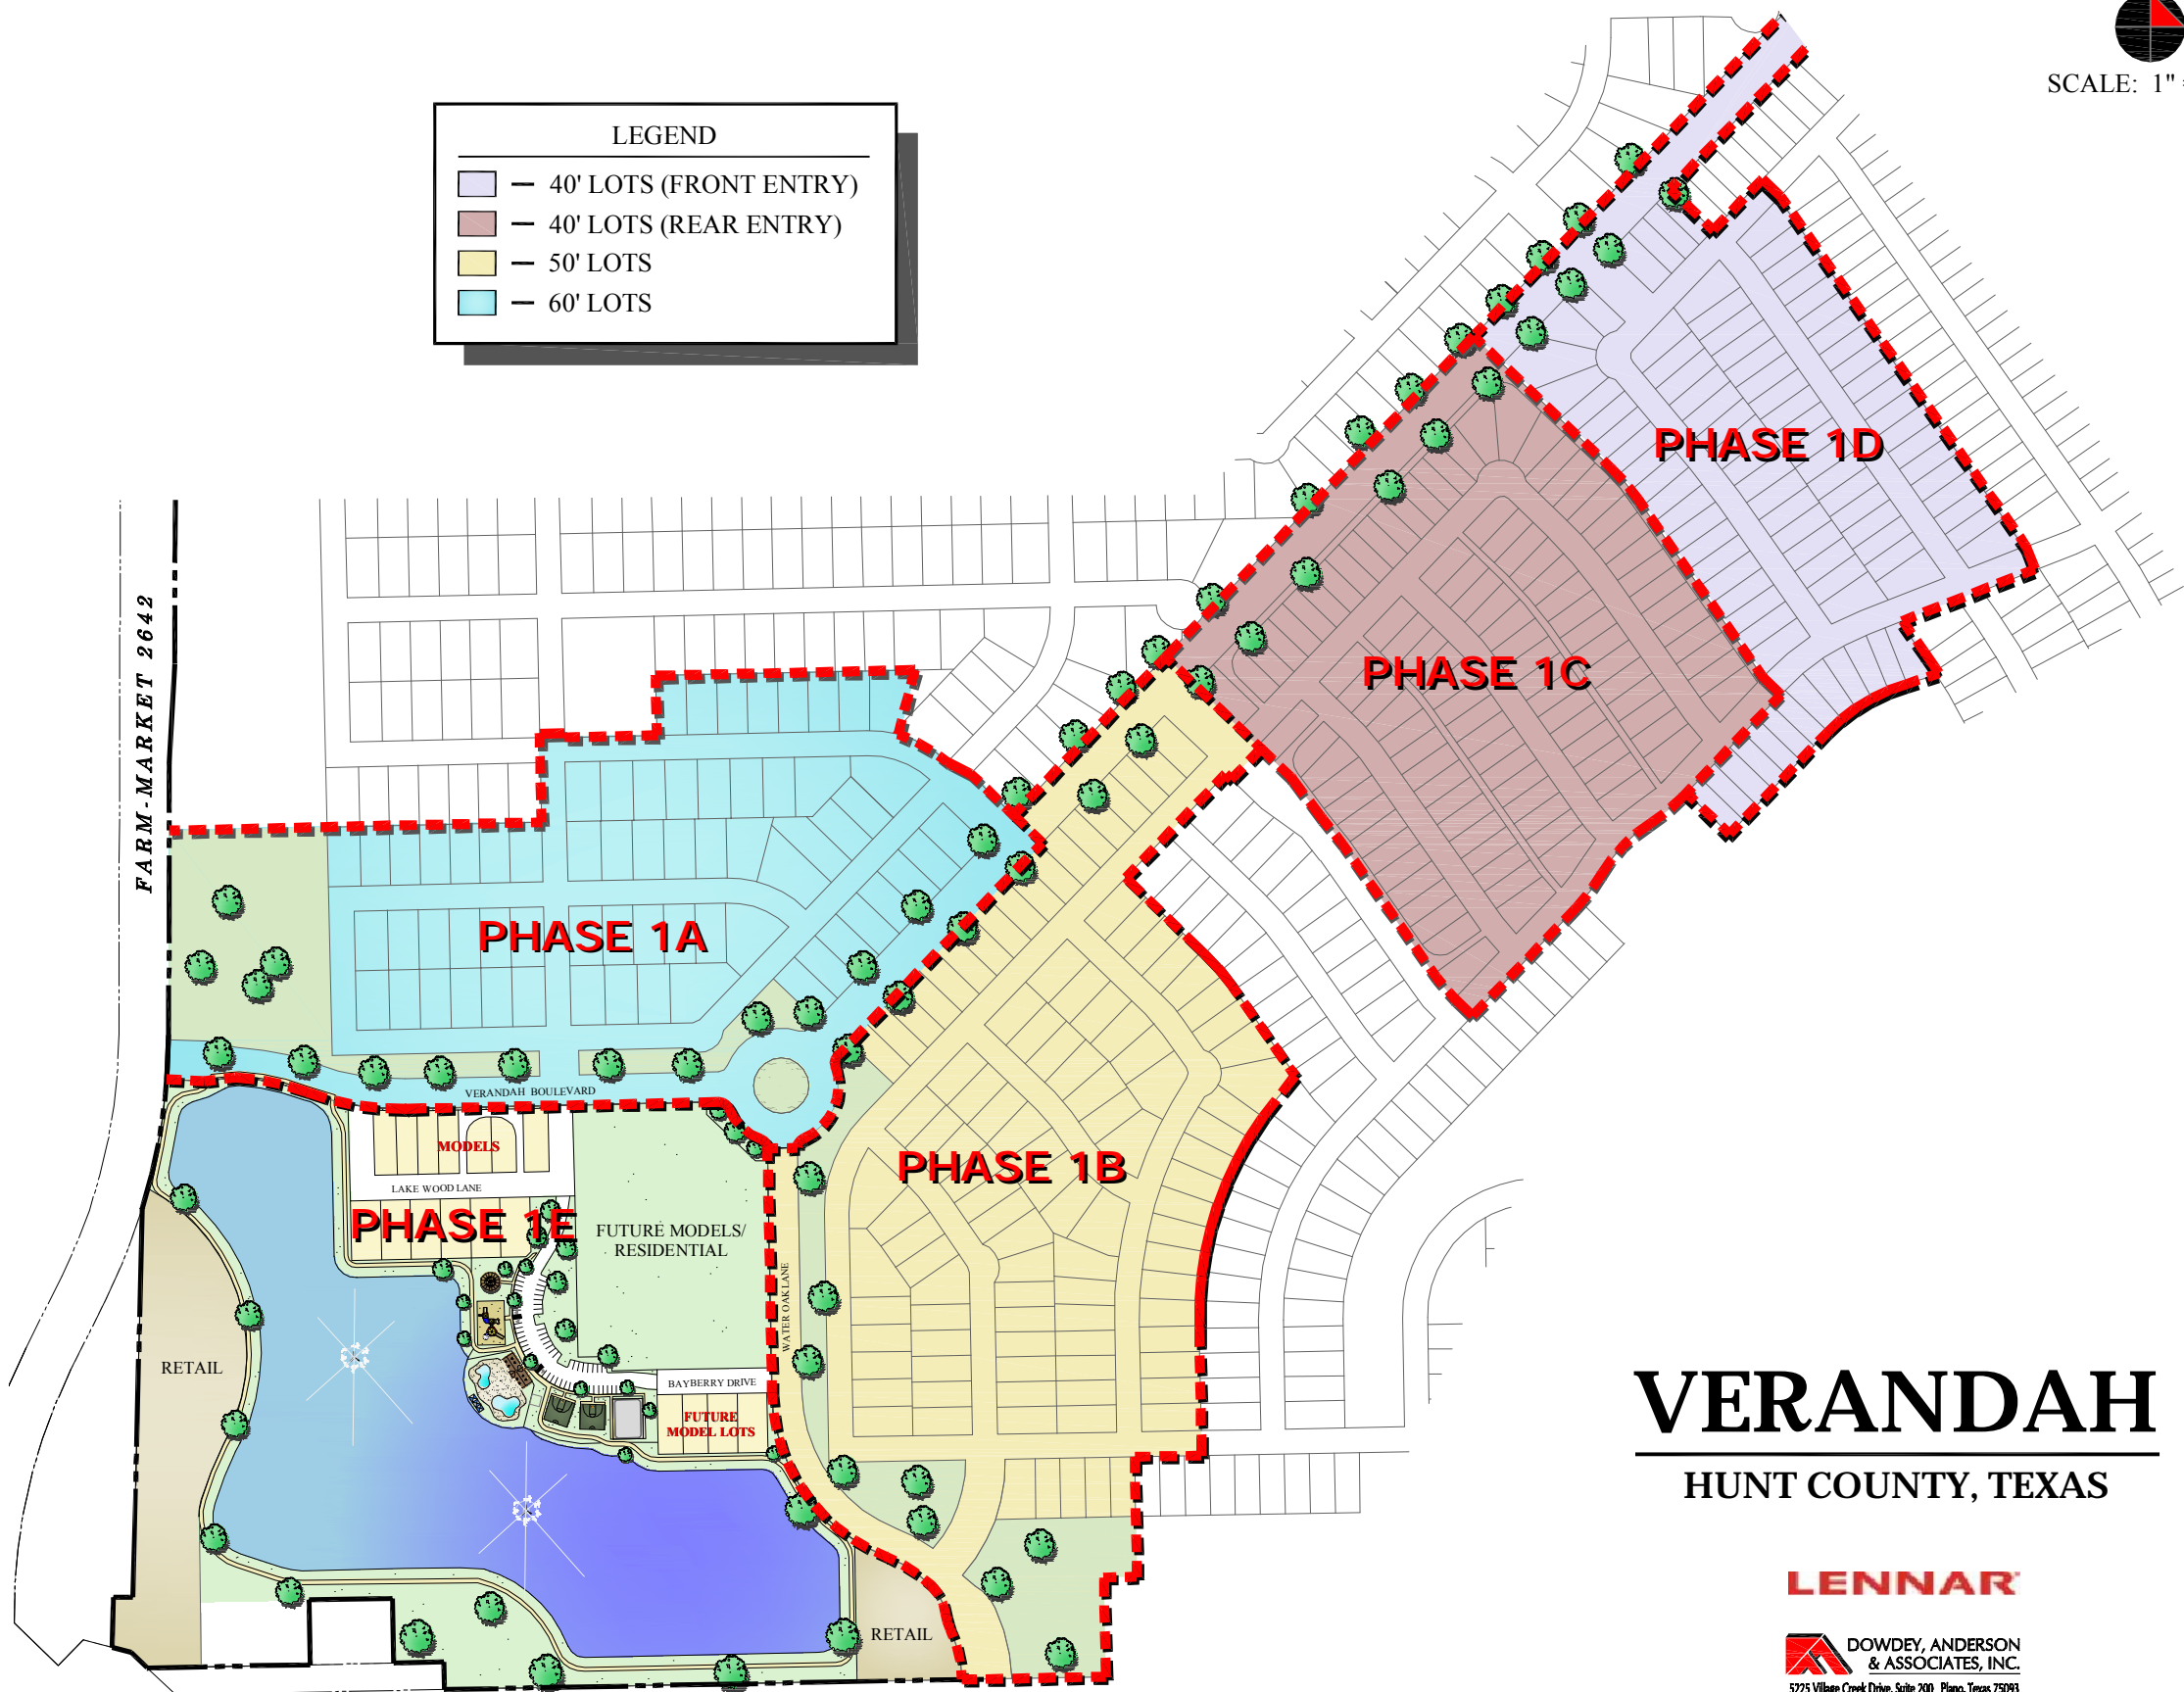 SCALE: 1"
LEGEND
40' LOTS (FRONT ENTRY)
40' LOTS (REAR ENTRY)
50' LOTS
60' LOTS
PHASE 1D
PHASE 1C
FARM-MARKET 2642
PHASE 1A
VERANDAH BOULEVARD
MODELS
LAKE WOOD LANE
PHASE 1E
FUTURE MODELS/
RESIDENTIAL
PHASE 1B
WATER OAK LANE
RETAIL
BAYBERRY DRIVE
FUTURE
MODEL LOTS
RETAIL
VERANDAH
HUNT COUNTY, TEXAS
LENNAR
DOWDEY, ANDERSON
& ASSOCIATES, INC.
5225 Village Creek Drive, Suite 200 Plano, Texas 75093